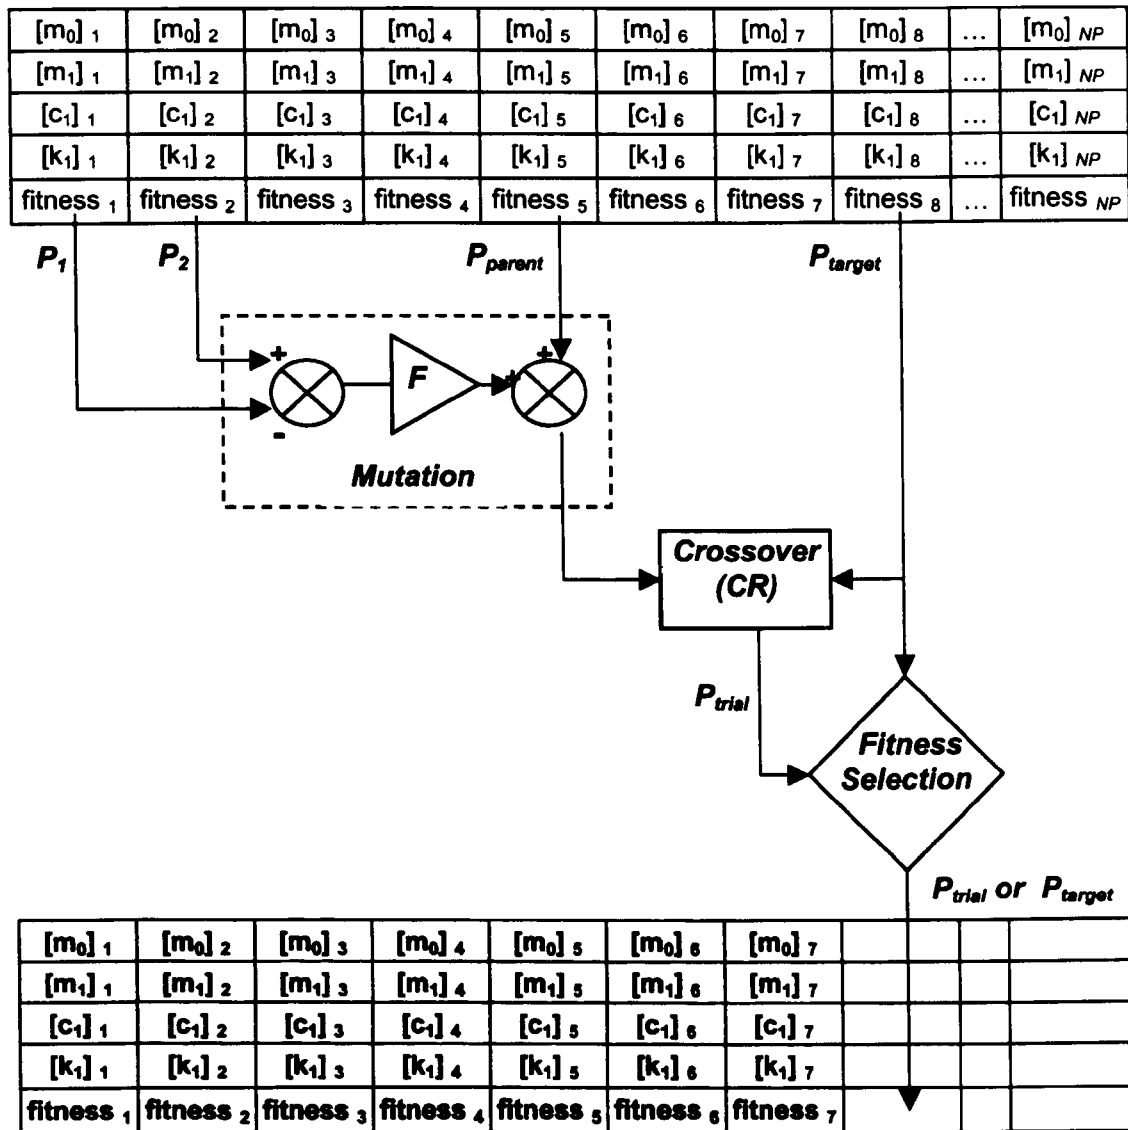 [m₀] ₁ [m₀] ₂ [m₀] ₃ [m₀] ₄ [m₀] ₅ [m₀] ₆ [m₀] ₇ [m₀] ₈ ... [m₀] NP
[m₁] ₁ [m₁] ₂ [m₁] ₃ [m₁] ₄ [m₁] ₅ [m₁] ₆ [m₁] ₇ [m₁] ₈ ... [m₁] NP
[c₁] ₁ [c₁] ₂ [c₁] ₃ [c₁] ₄ [c₁] ₅ [c₁] ₆ [c₁] ₇ [c₁] ₈ ... [c₁] NP
[k₁] ₁ [k₁] ₂ [k₁] ₃ [k₁] ₄ [k₁] ₅ [k₁] ₆ [k₁] ₇ [k₁] ₈ ... [k₁] NP
fitness ₁ fitness ₂ fitness ₃ fitness ₄ fitness ₅ fitness ₆ fitness ₇ fitness ₈ ... fitness NP
P₁ P₂ Pparent Ptarget
+ +
F +
-
Mutation
Crossover
(CR)
Ptrial
Fitness
Selection
Ptrial or Ptarget
[m₀] ₁ [m₀] ₂ [m₀] ₃ [m₀] ₄ [m₀] ₅ [m₀] ₆ [m₀] ₇
[m₁] ₁ [m₁] ₂ [m₁] ₃ [m₁] ₄ [m₁] ₅ [m₁] ₆ [m₁] ₇
[c₁] ₁ [c₁] ₂ [c₁] ₃ [c₁] ₄ [c₁] ₅ [c₁] ₆ [c₁] ₇
[k₁] ₁ [k₁] ₂ [k₁] ₃ [k₁] ₄ [k₁] ₅ [k₁] ₆ [k₁] ₇
fitness ₁ fitness ₂ fitness ₃ fitness ₄ fitness ₅ fitness ₆ fitness ₇